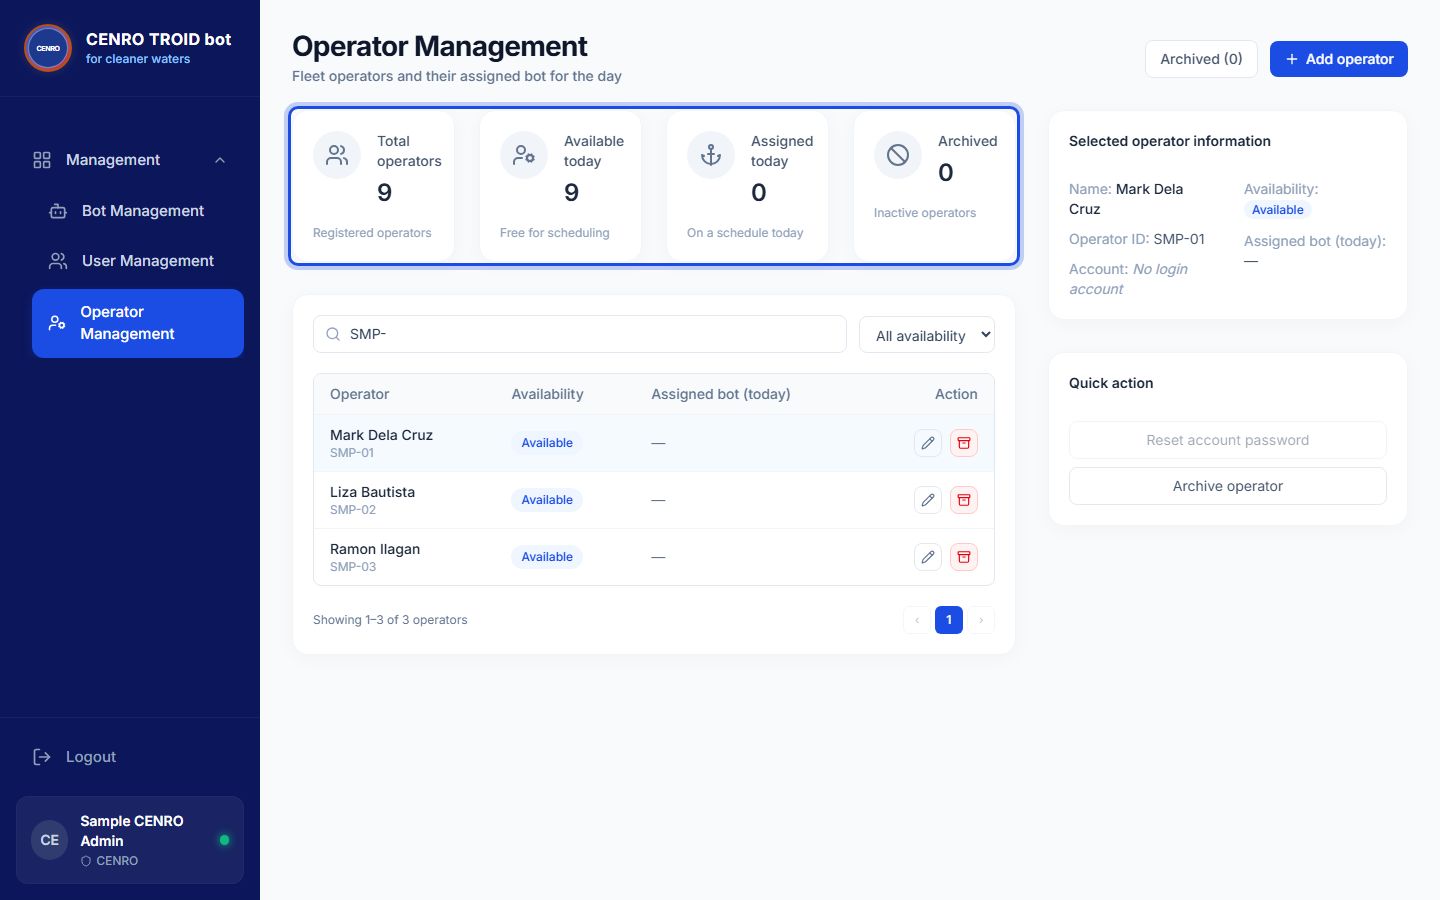 CENRO
CENRO TROID bot
for cleaner waters
Management
Bot Management
User Management
Operator
Management
Logout
CE
Sample CENRO
Admin
CENRO
Operator Management
Fleet operators and their assigned bot for the day
Archived (0)
+ Add operator
Total
operators
9
Registered operators
Available
today
9
Free for scheduling
Assigned
today
0
On a schedule today
Archived
0
Inactive operators
SMP-
All availability
Operator Availability Assigned bot (today) Action
Mark Dela Cruz
SMP-01
Available
—
Liza Bautista
SMP-02
Available
—
Ramon Ilagan
SMP-03
Available
—
Showing 1–3 of 3 operators
‹ 1 ›
Selected operator information
Name: Mark Dela
Cruz
Operator ID: SMP-01
Account: No login
account
Availability:
Available
Assigned bot (today):
—
Quick action
Reset account password
Archive operator